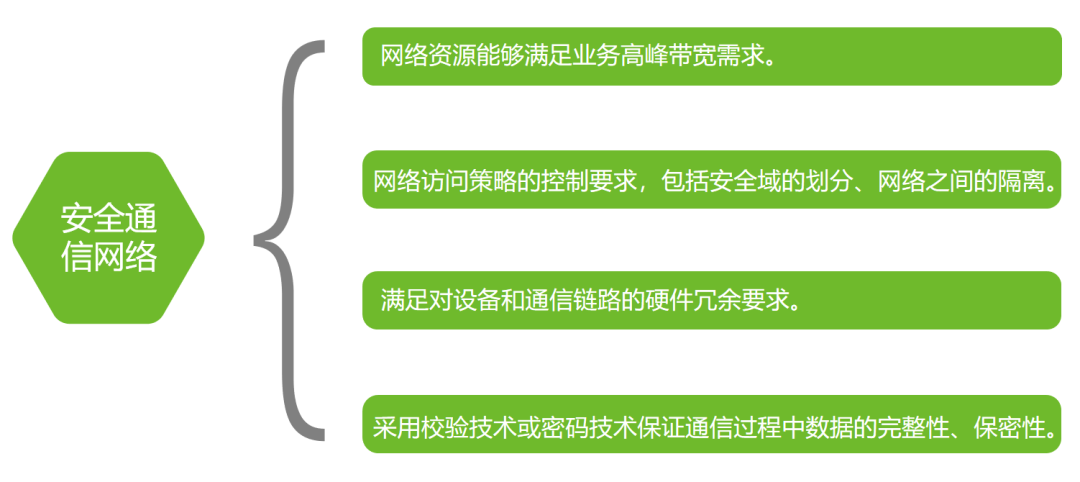 网络资源能够满足业务高峰带宽需求。
网络访问策略的控制要求，包括安全域的划分、网络之间的隔离。
安全通
信网络
满足对设备和通信链路的硬件冗余要求。
采用校验技术或密码技术保证通信过程中数据的完整性、保密性。